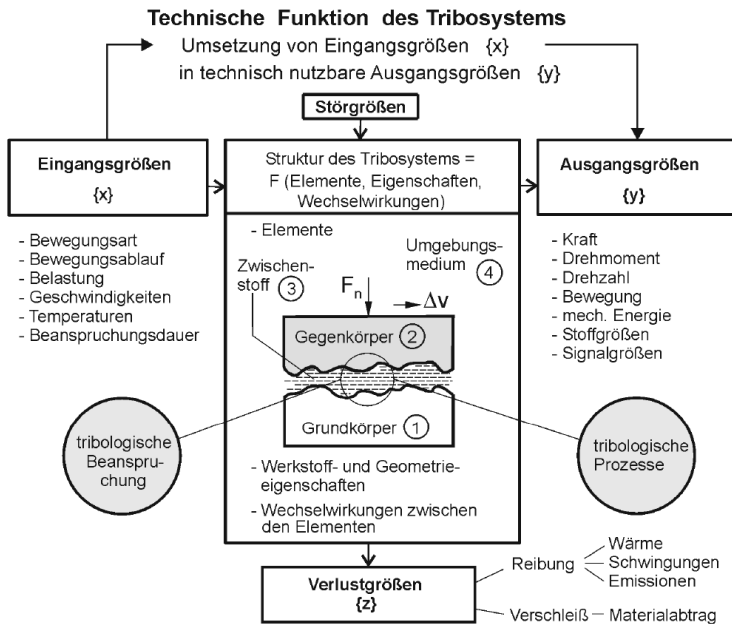 Technische Funktion des Tribosystems
Umsetzung von Eingangsgrößen {x}
in technisch nutzbare Ausgangsgrößen {y}
Störgrößen
Eingangsgrößen
{x}
- Bewegungsart
- Bewegungsablauf
- Belastung
- Geschwindigkeiten
- Temperaturen
- Beanspruchungsdauer
Struktur des Tribosystems =
F (Elemente, Eigenschaften,
Wechselwirkungen)
- Elemente
Zwischen-
stoff 3
Umgebungs-
medium 4
Fn
Δv
Gegenkörper 2
Grundkörper 1
- Werkstoff- und Geometrie-
eigenschaften
- Wechselwirkungen zwischen
den Elementen
Ausgangsgrößen
{y}
- Kraft
- Drehmoment
- Drehzahl
- Bewegung
- mech. Energie
- Stoffgrößen
- Signalgrößen
tribologische
Beanspru-
chung
tribologische
Prozesse
Verlustgrößen
{z}
Reibung
Wärme
Schwingungen
Emissionen
Verschleiß – Materialabtrag